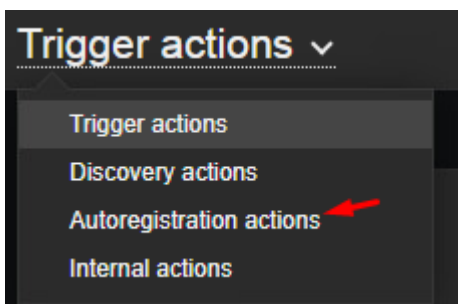 Trigger actions
Trigger actions
Discovery actions
Autoregistration actions
Internal actions